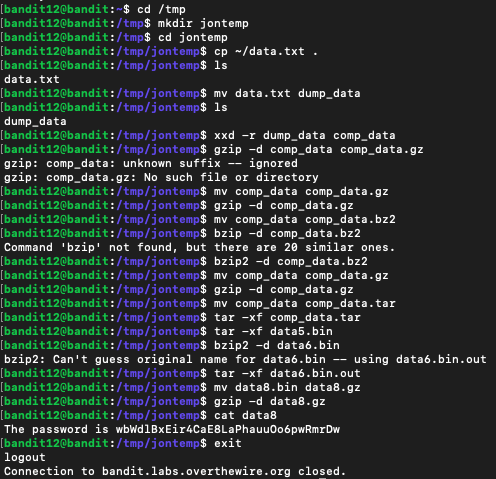 [bandit12@bandit:~$ cd /tmp
[bandit12@bandit:/tmp$ mkdir jontemp
[bandit12@bandit:/tmp$ cd jontemp
[bandit12@bandit:/tmp/jontemp$ cp ~/data.txt .
[bandit12@bandit:/tmp/jontemp$ ls
data.txt
[bandit12@bandit:/tmp/jontemp$ mv data.txt dump_data
[bandit12@bandit:/tmp/jontemp$ ls
dump_data
[bandit12@bandit:/tmp/jontemp$ xxd -r dump_data comp_data
[bandit12@bandit:/tmp/jontemp$ gzip -d comp_data comp_data.gz
gzip: comp_data: unknown suffix -- ignored
gzip: comp_data.gz: No such file or directory
[bandit12@bandit:/tmp/jontemp$ mv comp_data comp_data.gz
[bandit12@bandit:/tmp/jontemp$ gzip -d comp_data.gz
[bandit12@bandit:/tmp/jontemp$ mv comp_data comp_data.bz2
[bandit12@bandit:/tmp/jontemp$ bzip -d comp_data.bz2
Command 'bzip' not found, but there are 20 similar ones.
[bandit12@bandit:/tmp/jontemp$ bzip2 -d comp_data.bz2
[bandit12@bandit:/tmp/jontemp$ mv comp_data comp_data.gz
[bandit12@bandit:/tmp/jontemp$ gzip -d comp_data.gz
[bandit12@bandit:/tmp/jontemp$ mv comp_data comp_data.tar
[bandit12@bandit:/tmp/jontemp$ tar -xf comp_data.tar
[bandit12@bandit:/tmp/jontemp$ tar -xf data5.bin
[bandit12@bandit:/tmp/jontemp$ bzip2 -d data6.bin
bzip2: Can't guess original name for data6.bin -- using data6.bin.out
[bandit12@bandit:/tmp/jontemp$ tar -xf data6.bin.out
[bandit12@bandit:/tmp/jontemp$ mv data8.bin data8.gz
[bandit12@bandit:/tmp/jontemp$ gzip -d data8.gz
[bandit12@bandit:/tmp/jontemp$ cat data8
The password is wbWdlBxEir4CaE8LaPhauuOo6pwRmrDw
[bandit12@bandit:/tmp/jontemp$ exit
logout
Connection to bandit.labs.overthewire.org closed.